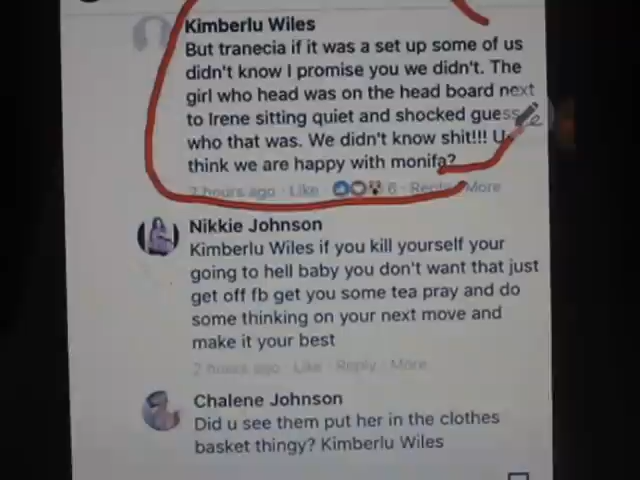 Kimberlu Wiles
But tranecia if it was a set up some of us
didn't know I promise you we didn't. The
girl who head was on the head board next
to Irene sitting quiet and shocked guess
who that was. We didn't know shit!!! U
think we are happy with monifa?
2 hours ago · Like · 6 · Reply · More
Nikkie Johnson
Kimberlu Wiles if you kill yourself your
going to hell baby you don't want that just
get off fb get you some tea pray and do
some thinking on your next move and
make it your best
2 hours ago · Like · Reply · More
Chalene Johnson
Did u see them put her in the clothes
basket thingy? Kimberlu Wiles